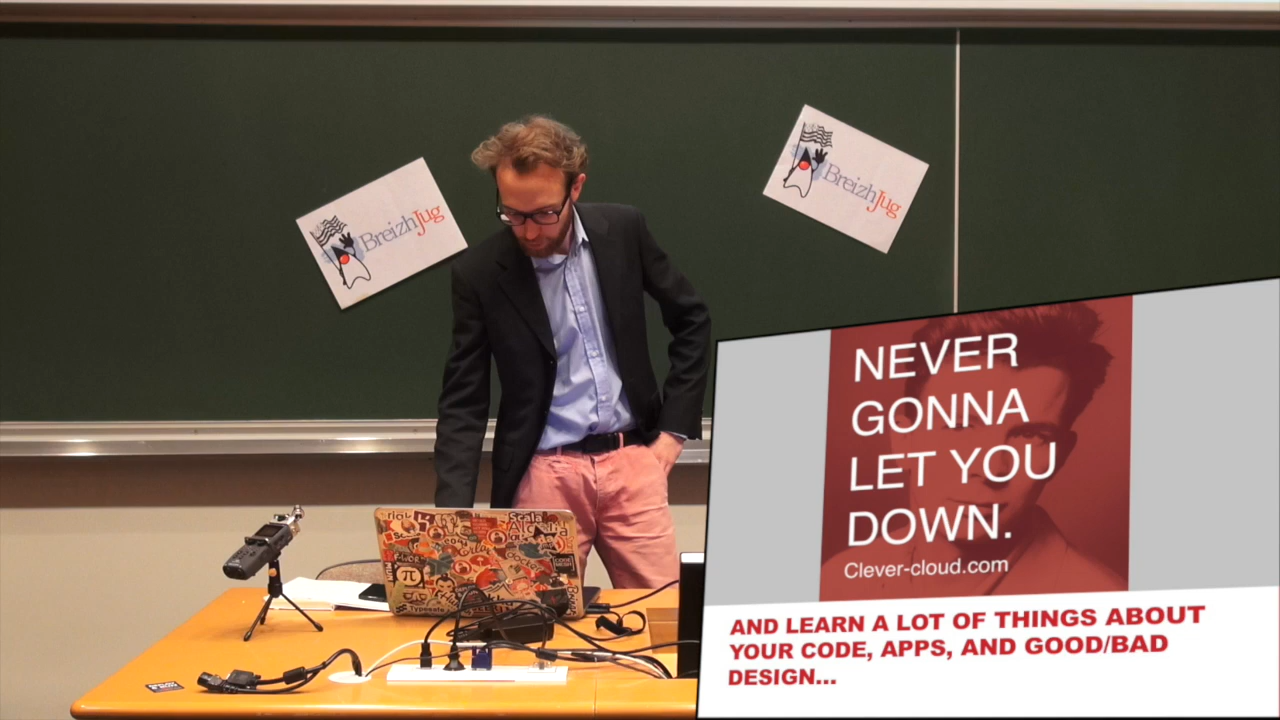 BreizhJug
BreizhJug
NEVER
GONNA
LET YOU
DOWN.
Clever-cloud.com
AND LEARN A LOT OF THINGS ABOUT
YOUR CODE, APPS, AND GOOD/BAD
DESIGN...
Scala
π
Typesafe